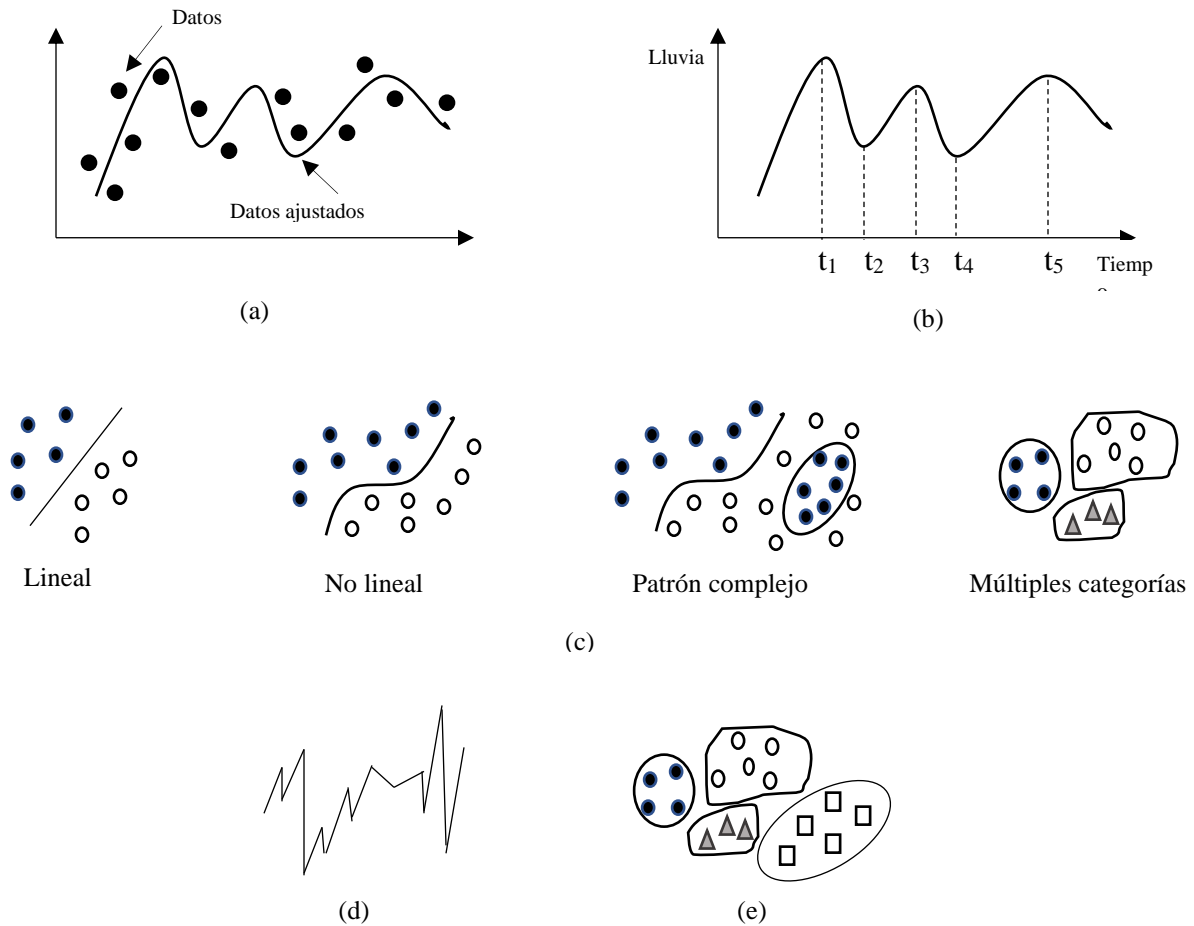 Datos
Datos ajustados
(a)
Lluvia
t1 t2 t3 t4 t5 Tiemp
(b)
Lineal
No lineal
Patrón complejo
Múltiples categorías
(c)
(d)
(e)